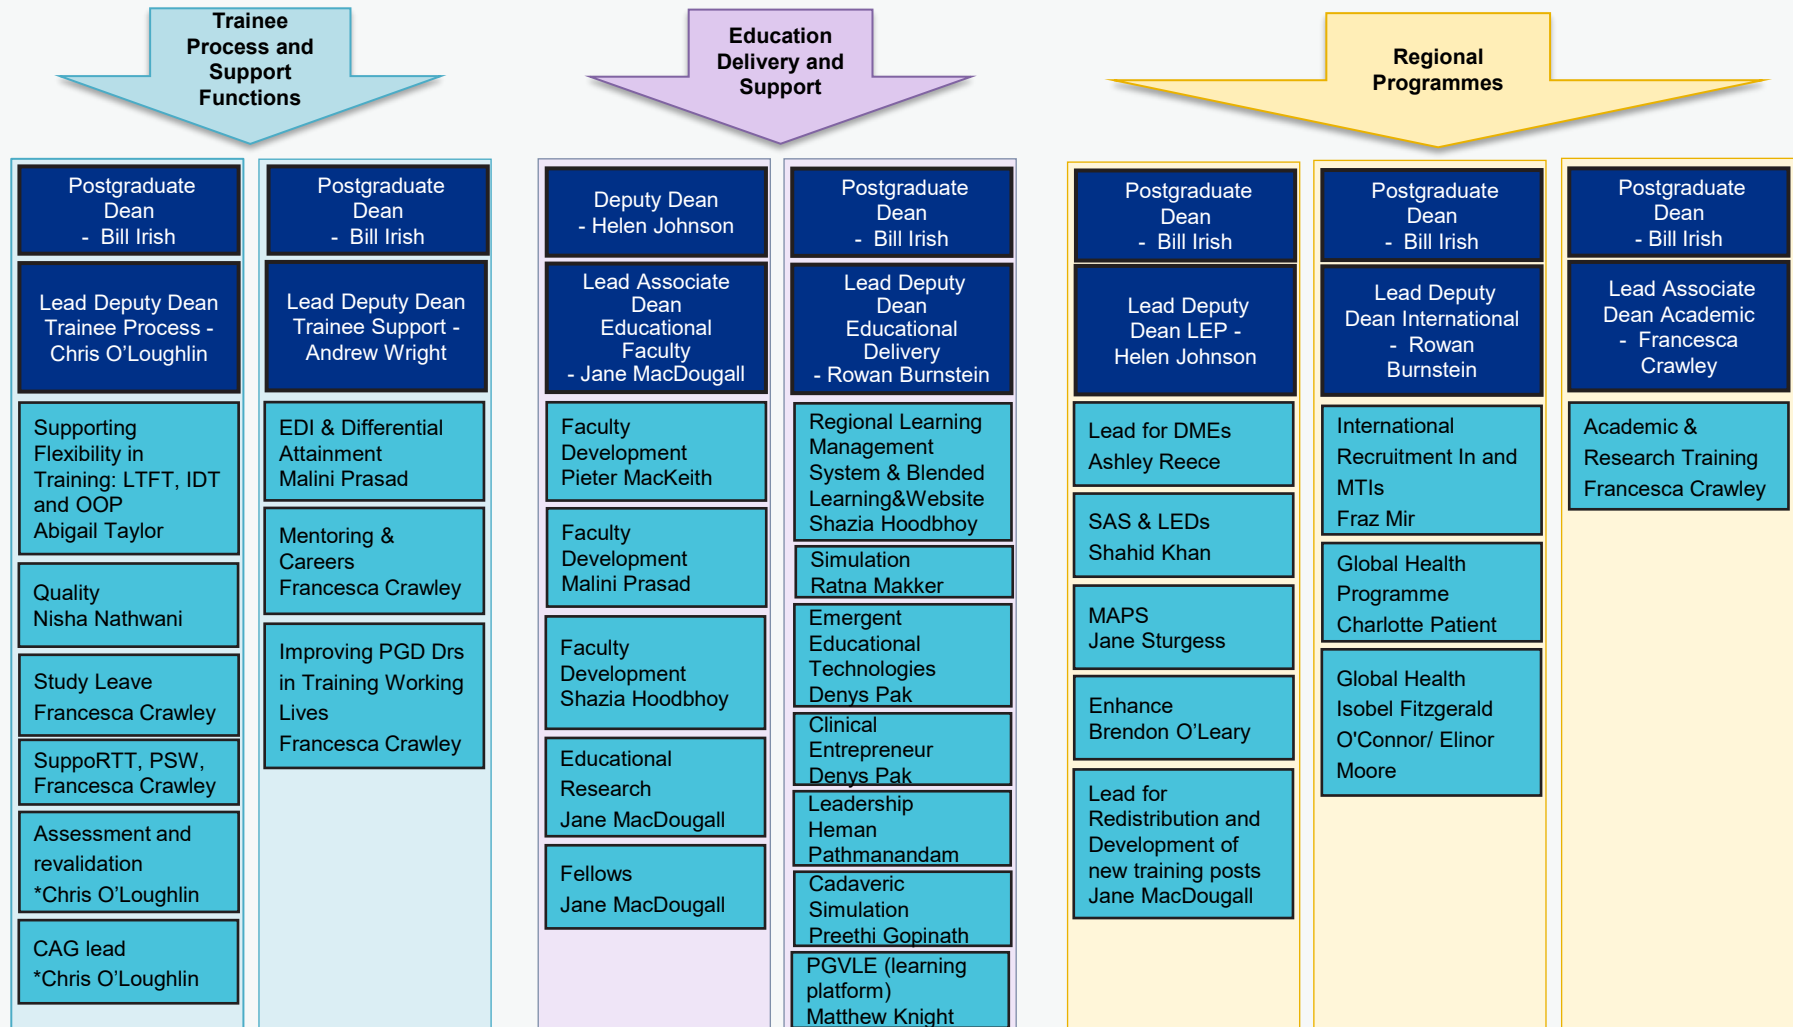 Trainee
Process and
Support
Functions
Education
Delivery and
Support
Regional
Programmes
Postgraduate
Dean
- Bill Irish
Lead Deputy Dean
Trainee Process -
Chris O’Loughlin
Supporting
Flexibility in
Training: LTFT, IDT
and OOP
Abigail Taylor
Quality
Nisha Nathwani
Study Leave
Francesca Crawley
SuppoRTT, PSW,
Francesca Crawley
Assessment and
revalidation
*Chris O’Loughlin
CAG lead
*Chris O’Loughlin
Postgraduate
Dean
- Bill Irish
Lead Deputy Dean
Trainee Support -
Andrew Wright
EDI & Differential
Attainment
Malini Prasad
Mentoring &
Careers
Francesca Crawley
Improving PGD Drs
in Training Working
Lives
Francesca Crawley
Deputy Dean
- Helen Johnson
Lead Associate
Dean
Educational
Faculty
- Jane MacDougall
Faculty
Development
Pieter MacKeith
Faculty
Development
Malini Prasad
Faculty
Development
Shazia Hoodbhoy
Educational
Research
Jane MacDougall
Fellows
Jane MacDougall
Postgraduate
Dean
- Bill Irish
Lead Deputy
Dean
Educational
Delivery
- Rowan Burnstein
Regional Learning
Management
System & Blended
Learning&Website
Shazia Hoodbhoy
Simulation
Ratna Makker
Emergent
Educational
Technologies
Denys Pak
Clinical
Entrepreneur
Denys Pak
Leadership
Heman
Pathmanandam
Cadaveric
Simulation
Preethi Gopinath
PGVLE (learning
platform)
Matthew Knight
Postgraduate
Dean
- Bill Irish
Lead Deputy
Dean LEP -
Helen Johnson
Lead for DMEs
Ashley Reece
SAS & LEDs
Shahid Khan
MAPS
Jane Sturgess
Enhance
Brendon O’Leary
Lead for
Redistribution and
Development of
new training posts
Jane MacDougall
Postgraduate
Dean
- Bill Irish
Lead Deputy
Dean International
- Rowan
Burnstein
International
Recruitment In and
MTIs
Fraz Mir
Global Health
Programme
Charlotte Patient
Global Health
Isobel Fitzgerald
O'Connor/ Elinor
Moore
Postgraduate
Dean
- Bill Irish
Lead Associate
Dean Academic
- Francesca
Crawley
Academic &
Research Training
Francesca Crawley